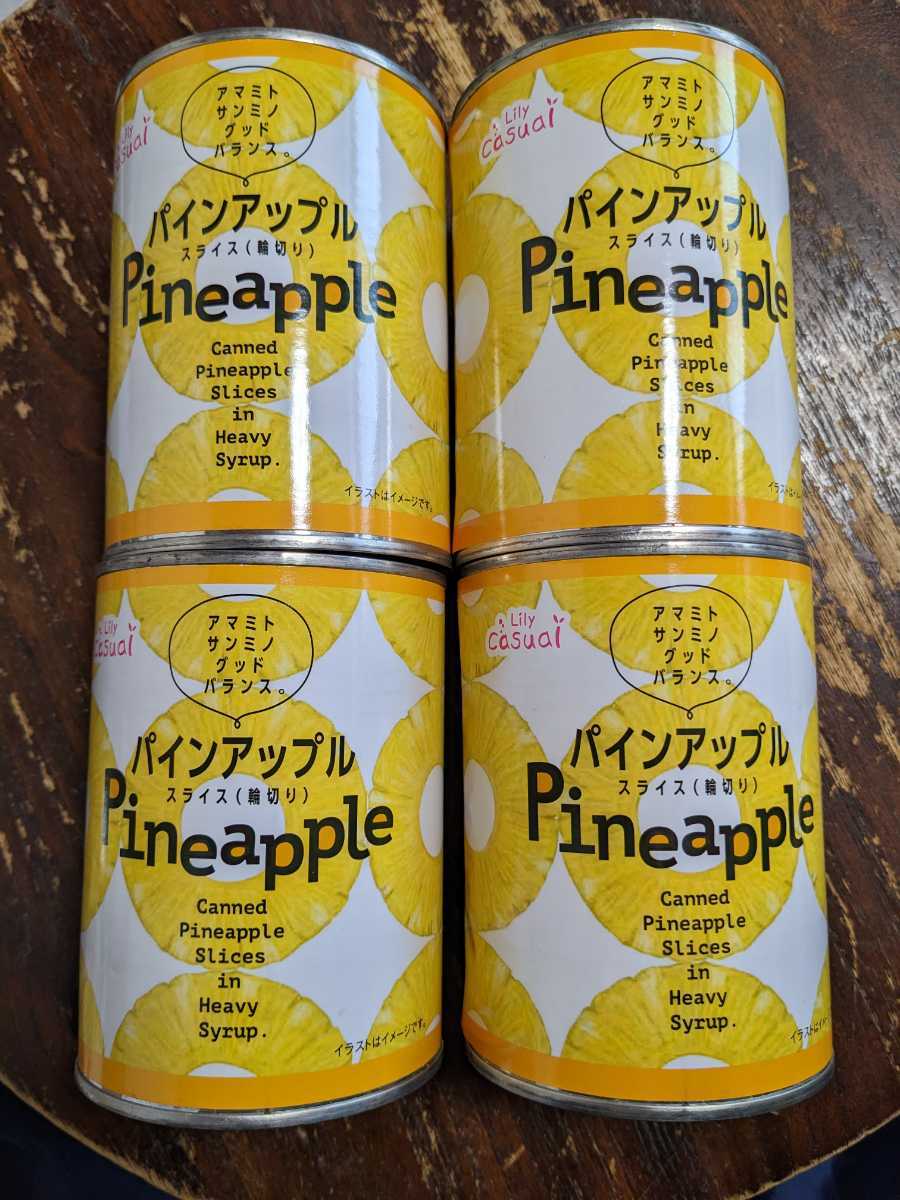 アマミト
サンミノ
グッド
バランス。
Lily
casual
パインアップル
スライス(輪切り)
Pineapple
Canned
Pineapple
Slices
in
Heavy
Syrup.
イラストはイメージです。
アマミト
サンミノ
グッド
バランス。
Lily
casual
パインアップル
スライス(輪切り)
Pineapple
Canned
Pineapple
Slices
in
Heavy
Syrup.
アマミト
サンミノ
グッド
バランス。
Lily
casual
パインアップル
スライス(輪切り)
Pineapple
Canned
Pineapple
Slices
in
Heavy
Syrup.
イラストはイメージです。
アマミト
サンミノ
グッド
バランス。
Lily
casual
パインアップル
スライス(輪切り)
Pineapple
Canned
Pineapple
Slices
in
Heavy
Syrup.